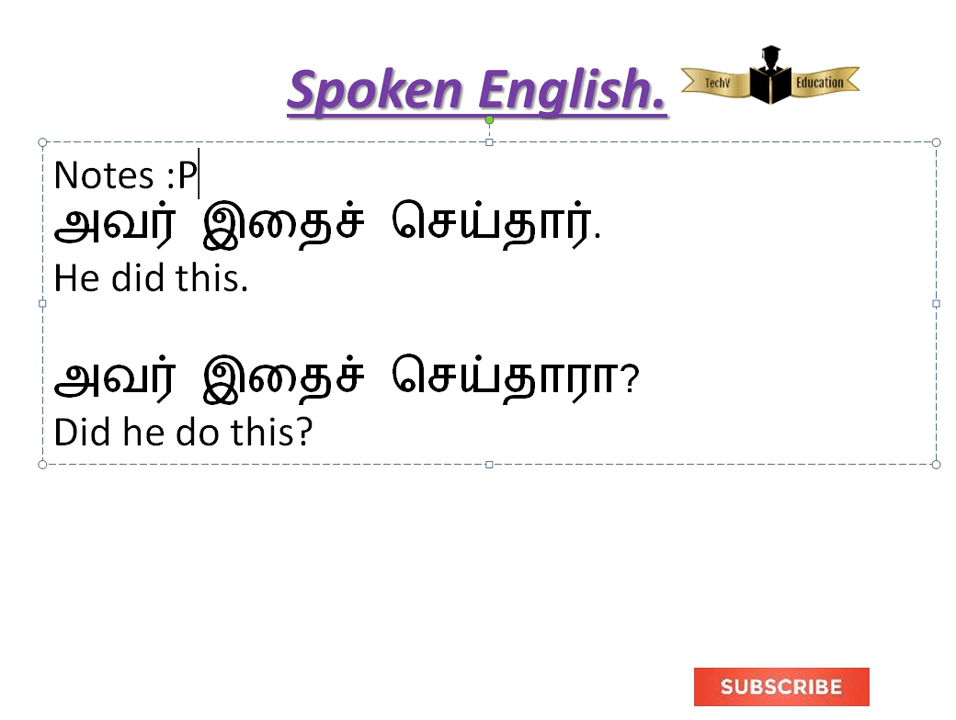 Spoken English.
TechV Education
Notes :P
அவர் இதைச் செய்தார்.
He did this.
அவர் இதைச் செய்தாரா?
Did he do this?
SUBSCRIBE